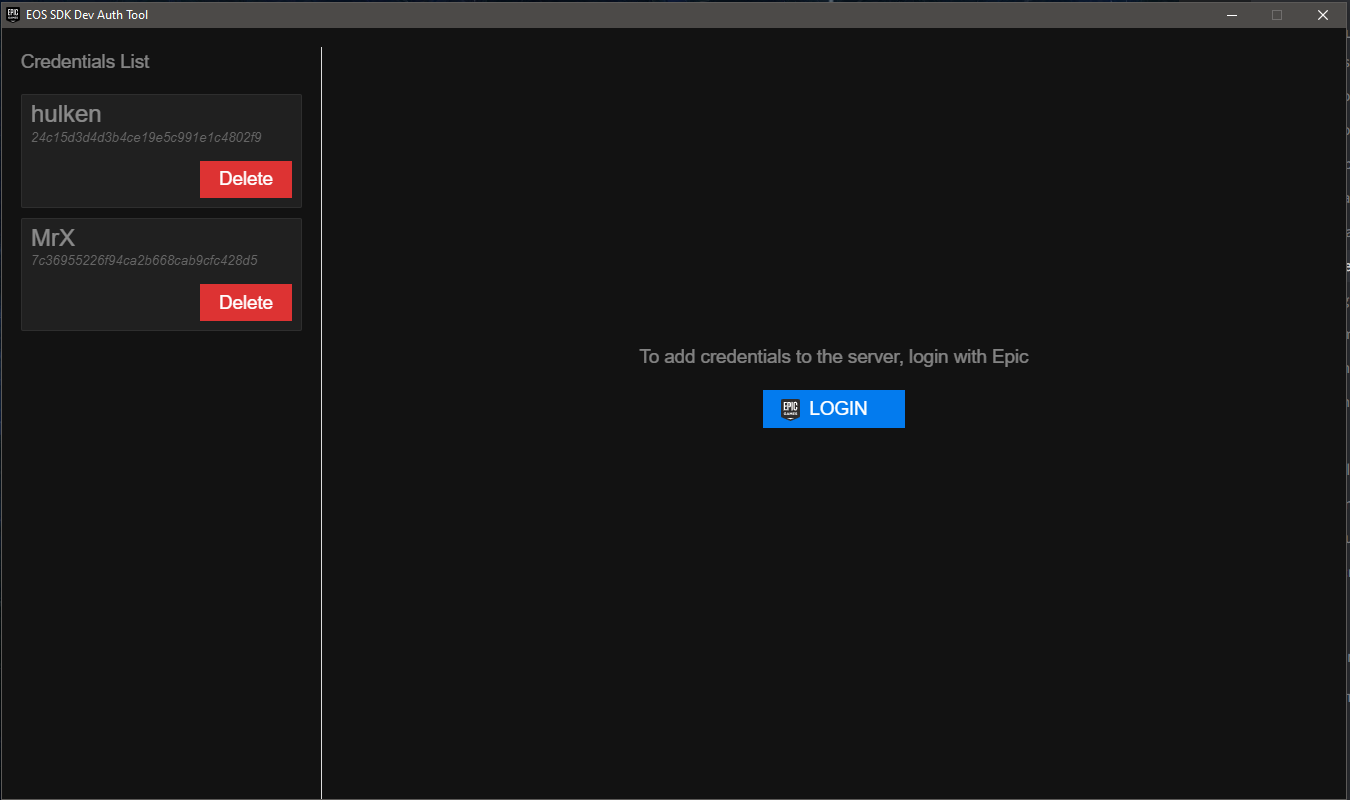 EOS SDK Dev Auth Tool
Credentials List
hulken
24c15d3d4d3b4ce19e5c991e1c4802f9
Delete
MrX
7c36955226f94ca2b668cab9cfc428d5
Delete
To add credentials to the server, login with Epic
EPIC GAMES LOGIN